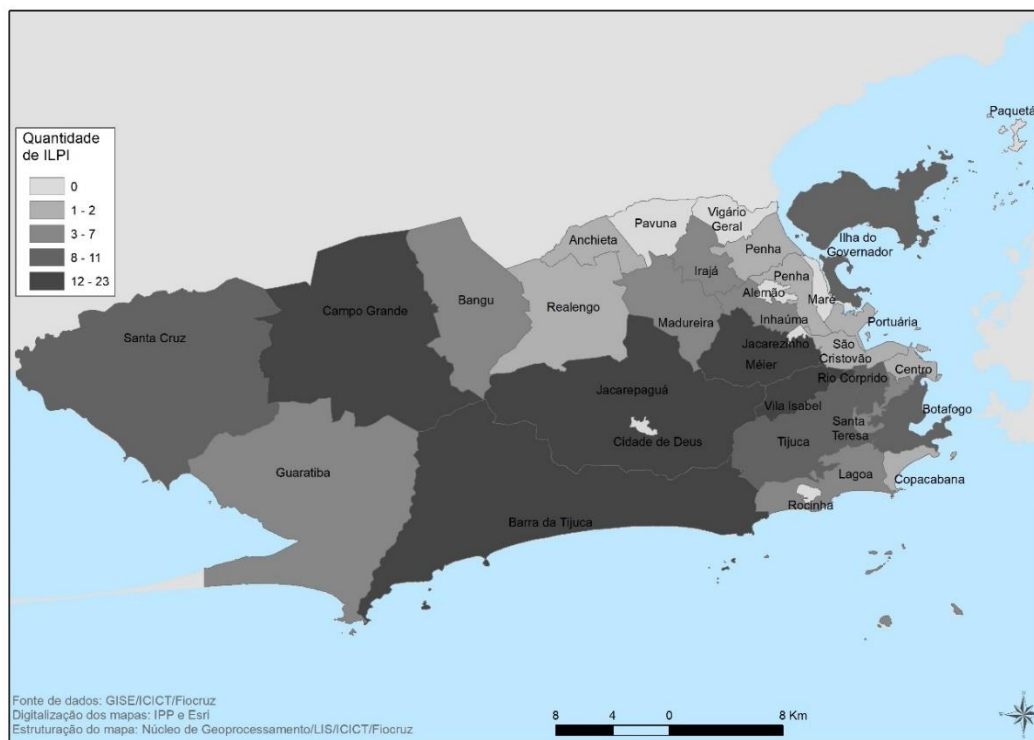 Quantidade
de ILPI
0
1 - 2
3 - 7
8 - 11
12 - 23
Paquetá
Pavuna
Vigário
Geral
Anchieta
Penha
Ilha do
Governador
Irajá
Penha
Alemão
Maré
Bangu
Realengo
Campo Grande
Inhaúma
Portuária
Madureira
Santa Cruz
São
Cristovão
Jacarezinho
Méier
Centro
Rio Corprido
Jacarepaguá
Vila Isabel
Botafogo
Santa
Teresa
Cidade de Deus
Tijuca
Guaratiba
Lagoa
Copacabana
Rocinha
Barra da Tijuca
Fonte de dados: GISE/ICICT/Fiocruz
Digitalização dos mapas: IPP e Esri
Estruturação do mapa: Núcleo de Geoprocessamento/LIS/ICICT/Fiocruz
8 4 0 8 Km